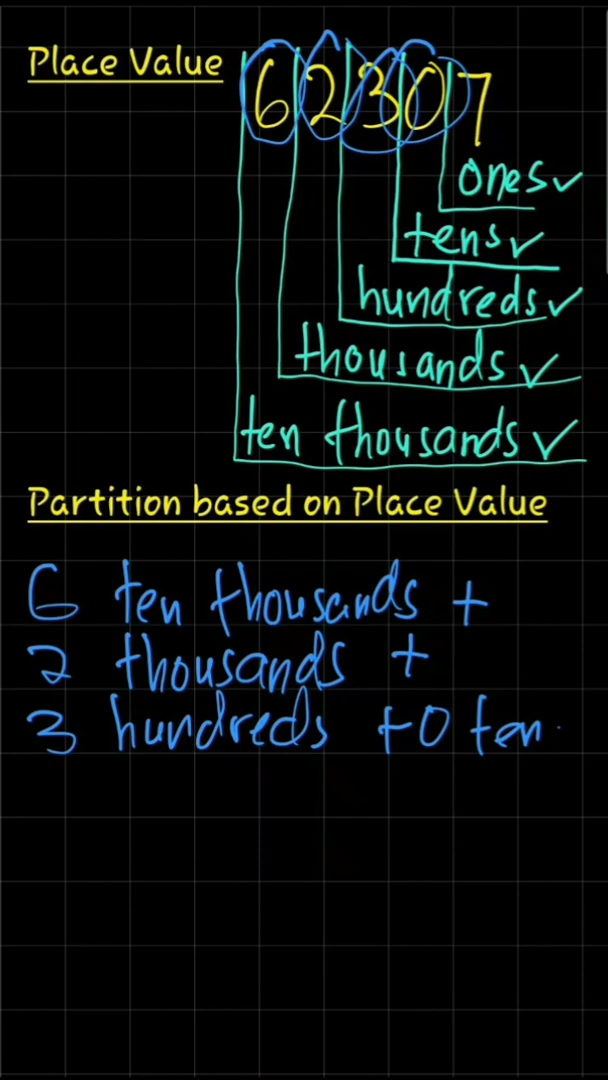 Place Value 62307
ones ✓
tens ✓
hundreds ✓
thousands ✓
ten thousands ✓
Partition based on Place Value
6 ten thousands +
2 thousands +
3 hundreds +0 ten